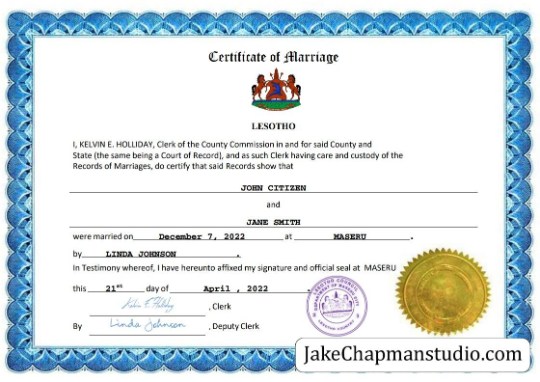 Certificate of Marriage
LESOTHO
I, KELVIN E. HOLLIDAY, Clerk of the County Commission in and for said County and
State (the same being a Court of Record), and as such Clerk having care and custody of the
Records of Marriages, do certify that said Records show that
JOHN CITIZEN
and
JANE SMITH
were married on December 7, 2022 at MASERU .
by LINDA JOHNSON .
In Testimony whereof, I have hereunto affixed my signature and official seal at MASERU
this 21st day of April , 2022 .
Kelvin E Holliday , Clerk
By Linda Johnson , Deputy Clerk
LESOTHO COUNCIL
JakeChapmanstudio.com